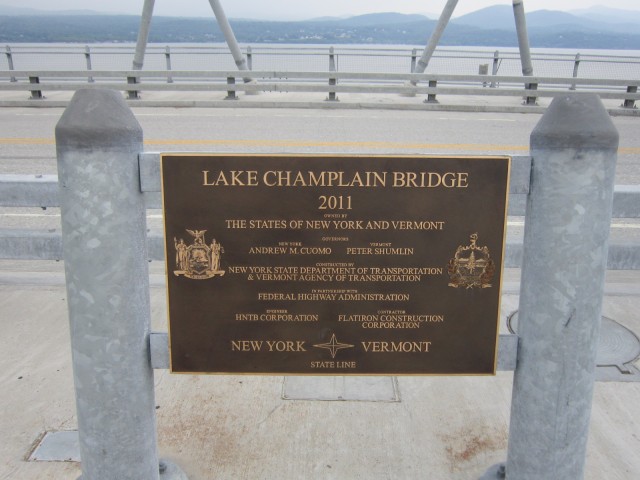 LAKE CHAMPLAIN BRIDGE
2011
OWNED BY
THE STATES OF NEW YORK AND VERMONT
GOVERNORS
NEW YORK VERMONT
ANDREW M. CUOMO PETER SHUMLIN
CONSTRUCTED BY
NEW YORK STATE DEPARTMENT OF TRANSPORTATION
& VERMONT AGENCY OF TRANSPORTATION
IN PARTNERSHIP WITH
FEDERAL HIGHWAY ADMINISTRATION
ENGINEER CONTRACTOR
HNTB CORPORATION FLATIRON CONSTRUCTION
CORPORATION
NEW YORK VERMONT
STATE LINE